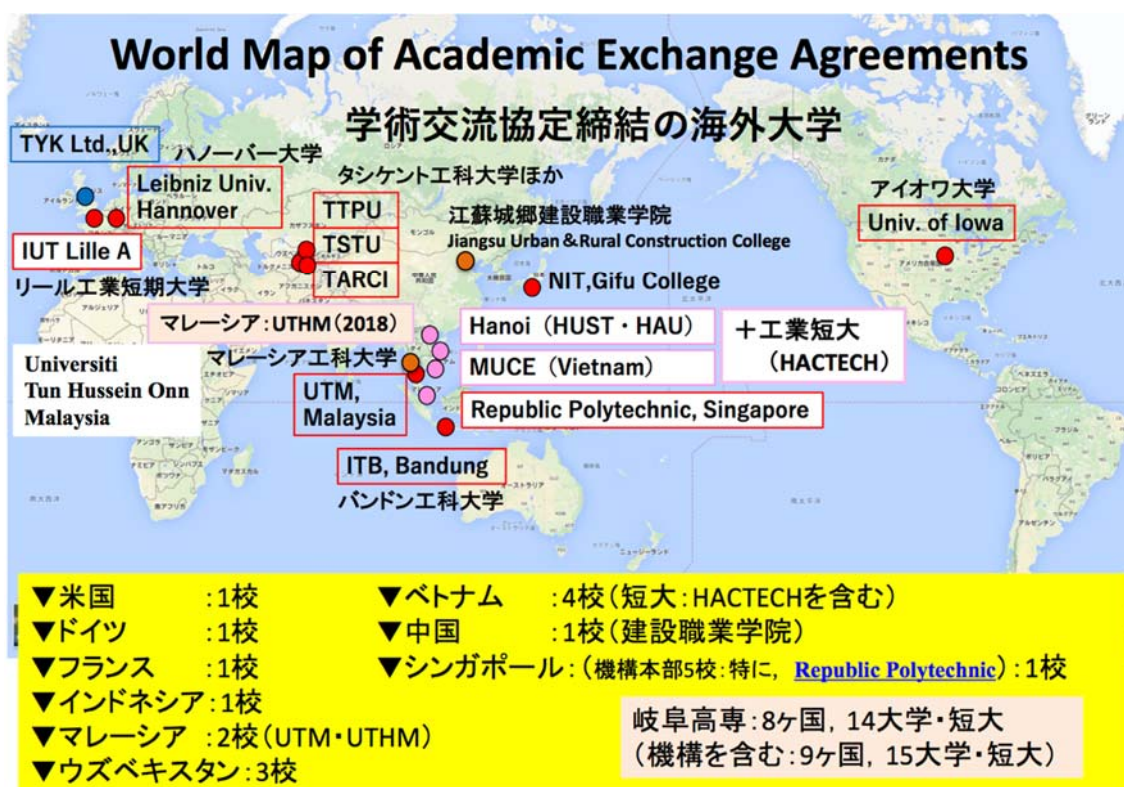 World Map of Academic Exchange Agreements
学術交流協定締結の海外大学
TYK Ltd.,UK
ハノーバー大学
Leibniz Univ.
Hannover
IUT Lille A
リール工業短期大学
タシケント工科大学ほか
TTPU
TSTU
TARCI
江蘇城郷建設職業学院
Jiangsu Urban &Rural Construction College
NIT,Gifu College
アイオワ大学
Univ. of Iowa
マレーシア:UTHM(2018)
Universiti
Tun Hussein Onn
Malaysia
マレーシア工科大学
UTM,
Malaysia
Hanoi(HUST・HAU)
MUCE(Vietnam)
+工業短大
(HACTECH)
Republic Polytechnic, Singapore
ITB, Bandung
バンドン工科大学
▼米国 :1校
▼ドイツ :1校
▼フランス :1校
▼インドネシア:1校
▼マレーシア :2校(UTM・UTHM)
▼ウズベキスタン:3校
▼ベトナム :4校(短大:HACTECHを含む)
▼中国 :1校(建設職業学院)
▼シンガポール:(機構本部5校:特に, Republic Polytechnic):1校
岐阜高専:8ヶ国, 14大学・短大
(機構を含む:9ヶ国, 15大学・短大)